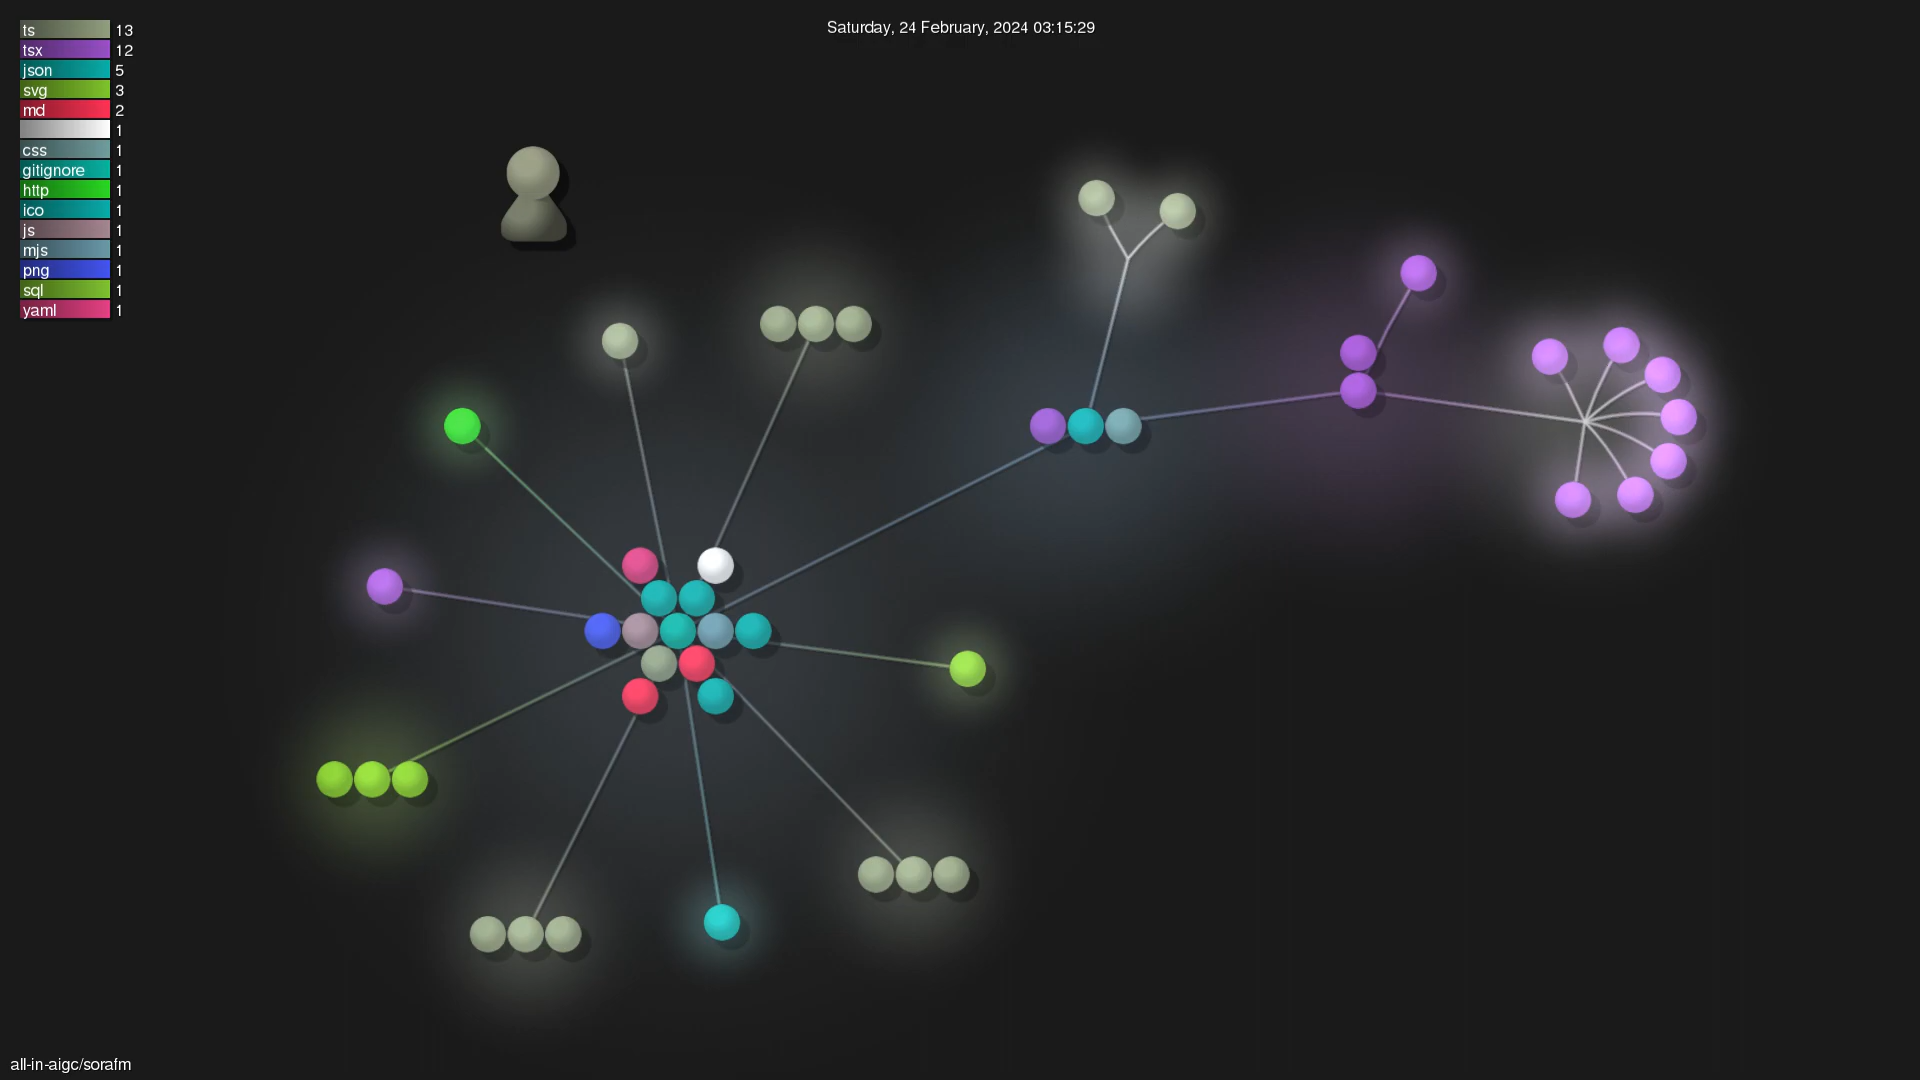 Saturday, 24 February, 2024 03:15:29
ts 13
tsx 12
json 5
svg 3
md 2
1
css 1
gitignore 1
http 1
ico 1
js 1
mjs 1
png 1
sql 1
yaml 1
all-in-aigc/sorafm